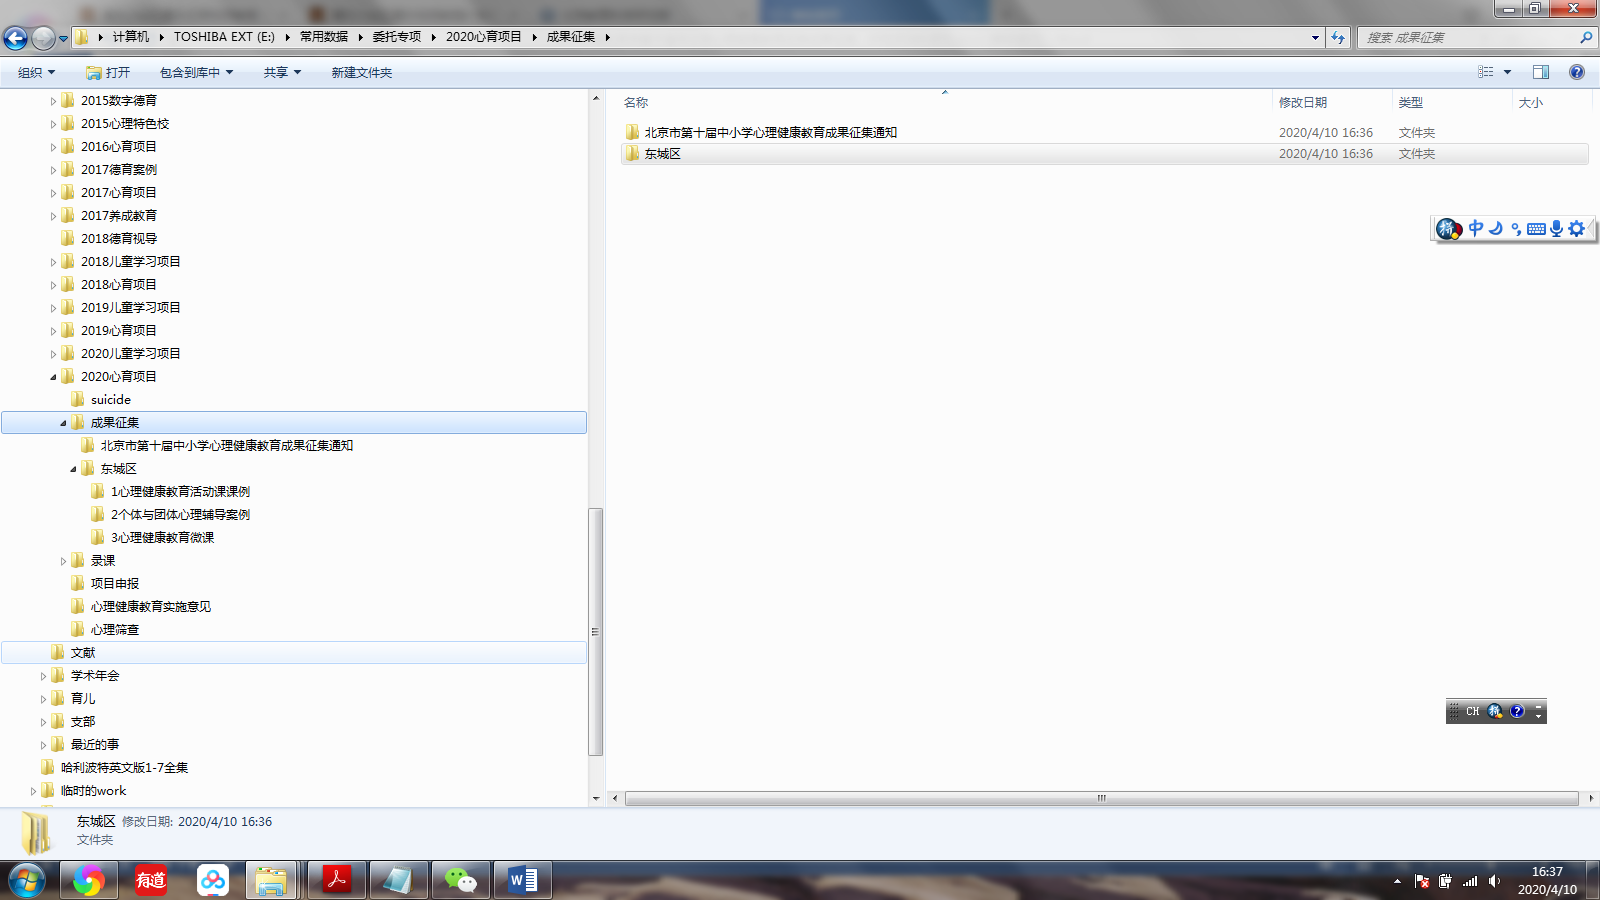 计算机 TOSHIBA EXT (E:) 常用数据 委托专项 2020心育项目 成果征集
搜索 成果征集
组织 打开 包含到库中 共享 新建文件夹
名称 修改日期 类型 大小
北京市第十届中小学心理健康教育成果征集通知 2020/4/10 16:36 文件夹
东城区 2020/4/10 16:36 文件夹
2015数字德育
2015心理特色校
2016心育项目
2017德育案例
2017心育项目
2017养成教育
2018德育视导
2018儿童学习项目
2018心育项目
2019儿童学习项目
2019心育项目
2020儿童学习项目
2020心育项目
suicide
成果征集
北京市第十届中小学心理健康教育成果征集通知
东城区
1心理健康教育活动课课例
2个体与团体心理辅导案例
3心理健康教育微课
录课
项目申报
心理健康教育实施意见
心理筛查
文献
学术年会
育儿
支部
最近的事
哈利波特英文版1-7全集
临时的work
拼 中
CH 拼
东城区 修改日期: 2020/4/10 16:36
文件夹
有道
16:37
2020/4/10